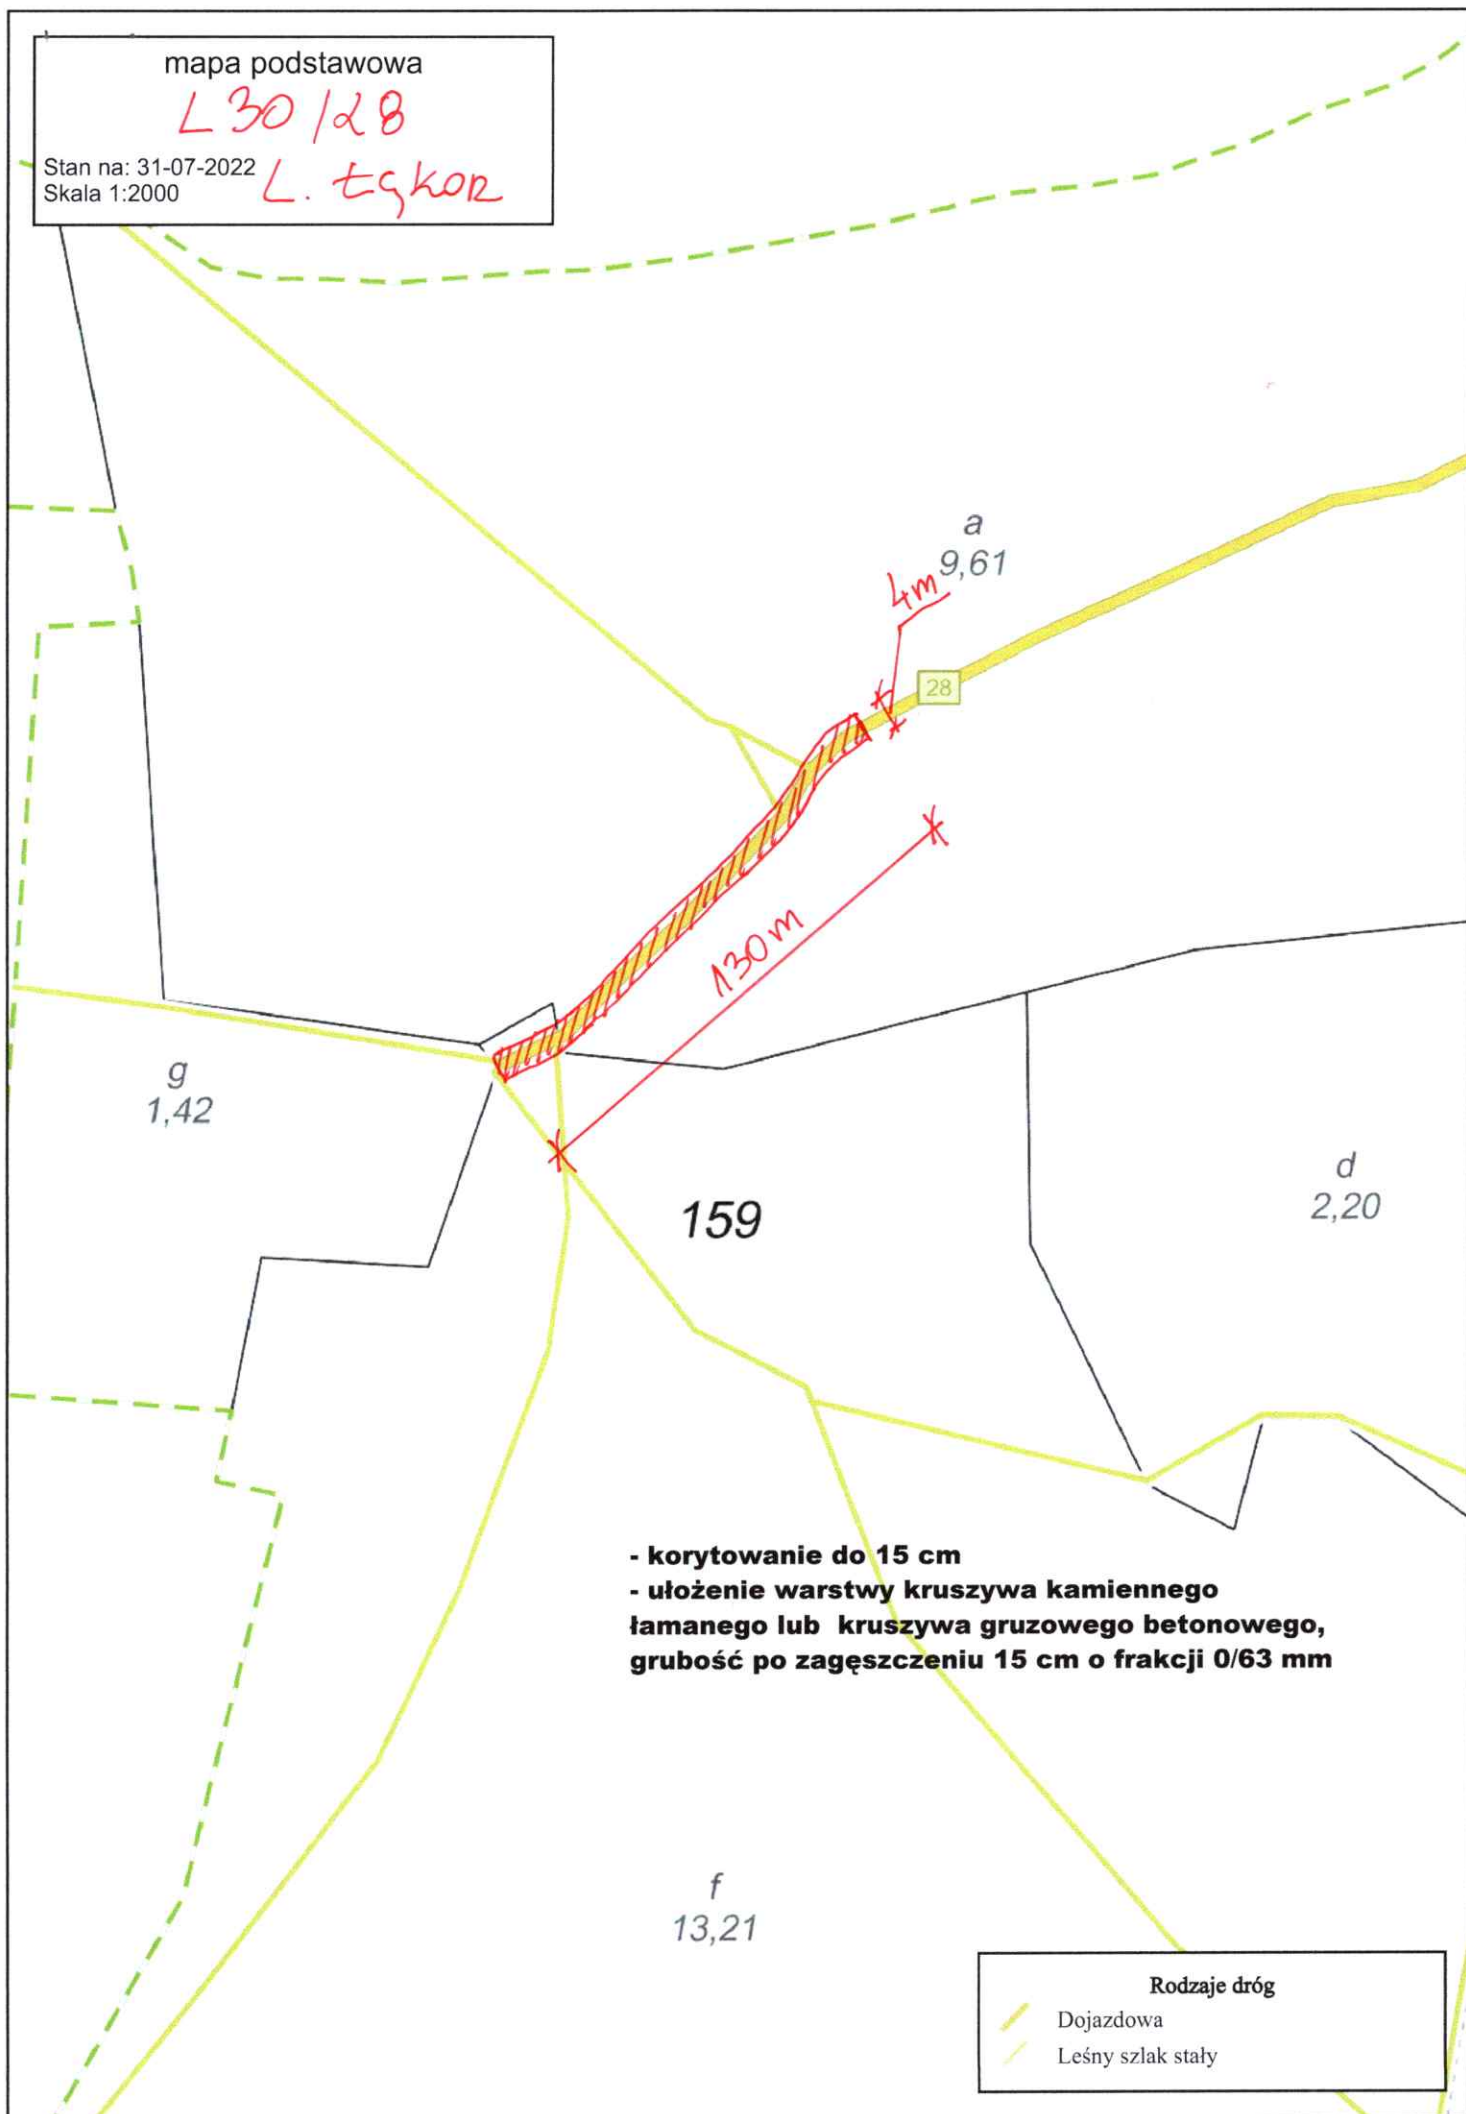 mapa podstawowa
L30/28
Stan na: 31-07-2022
Skala 1:2000
L. Łąkor
a
9,61
4m
28
130m
g
1,42
159
d
2,20
- korytowanie do 15 cm
- ułożenie warstwy kruszywa kamiennego
łamanego lub kruszywa gruzowego betonowego,
grubość po zagęszczeniu 15 cm o frakcji 0/63 mm
f
13,21
Rodzaje dróg
Dojazdowa
Leśny szlak stały